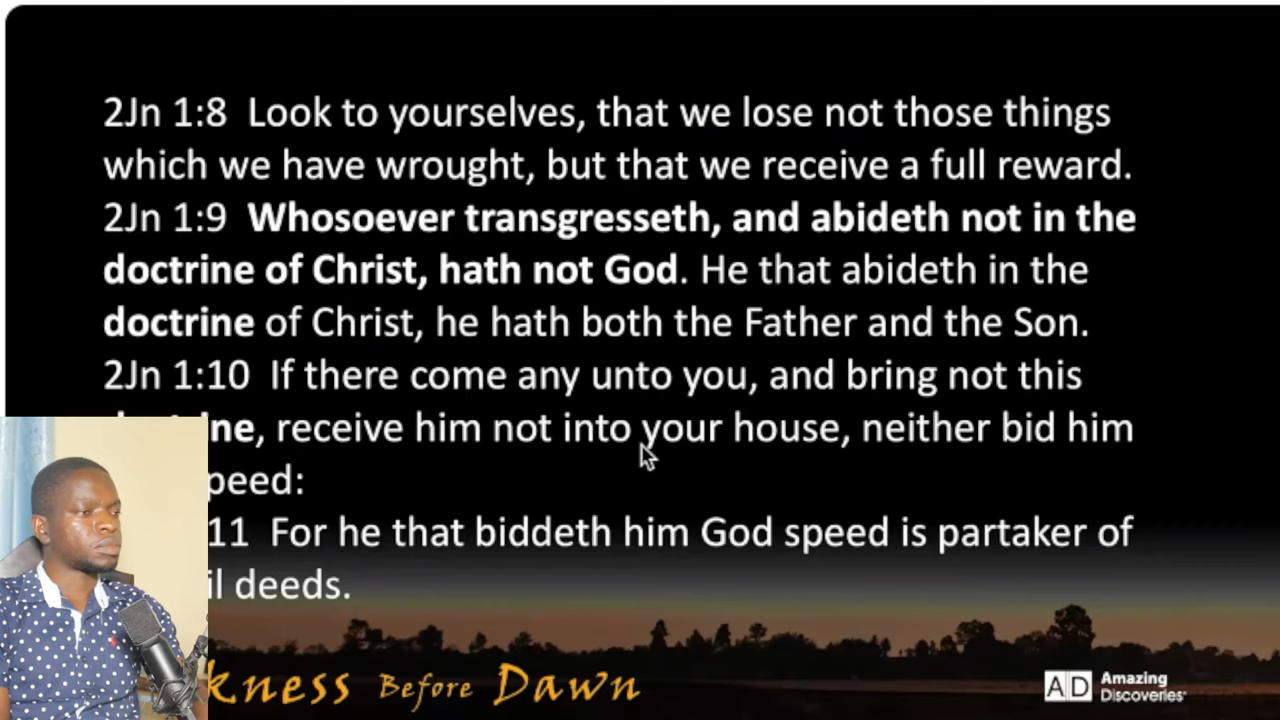 2Jn 1:8 Look to yourselves, that we lose not those things
which we have wrought, but that we receive a full reward.
2Jn 1:9 Whosoever transgresseth, and abideth not in the
doctrine of Christ, hath not God. He that abideth in the
doctrine of Christ, he hath both the Father and the Son.
2Jn 1:10 If there come any unto you, and bring not this
ne, receive him not into your house, neither bid him
peed:
11 For he that biddeth him God speed is partaker of
il deeds.
kness Before Dawn
AD Amazing
Discoveries